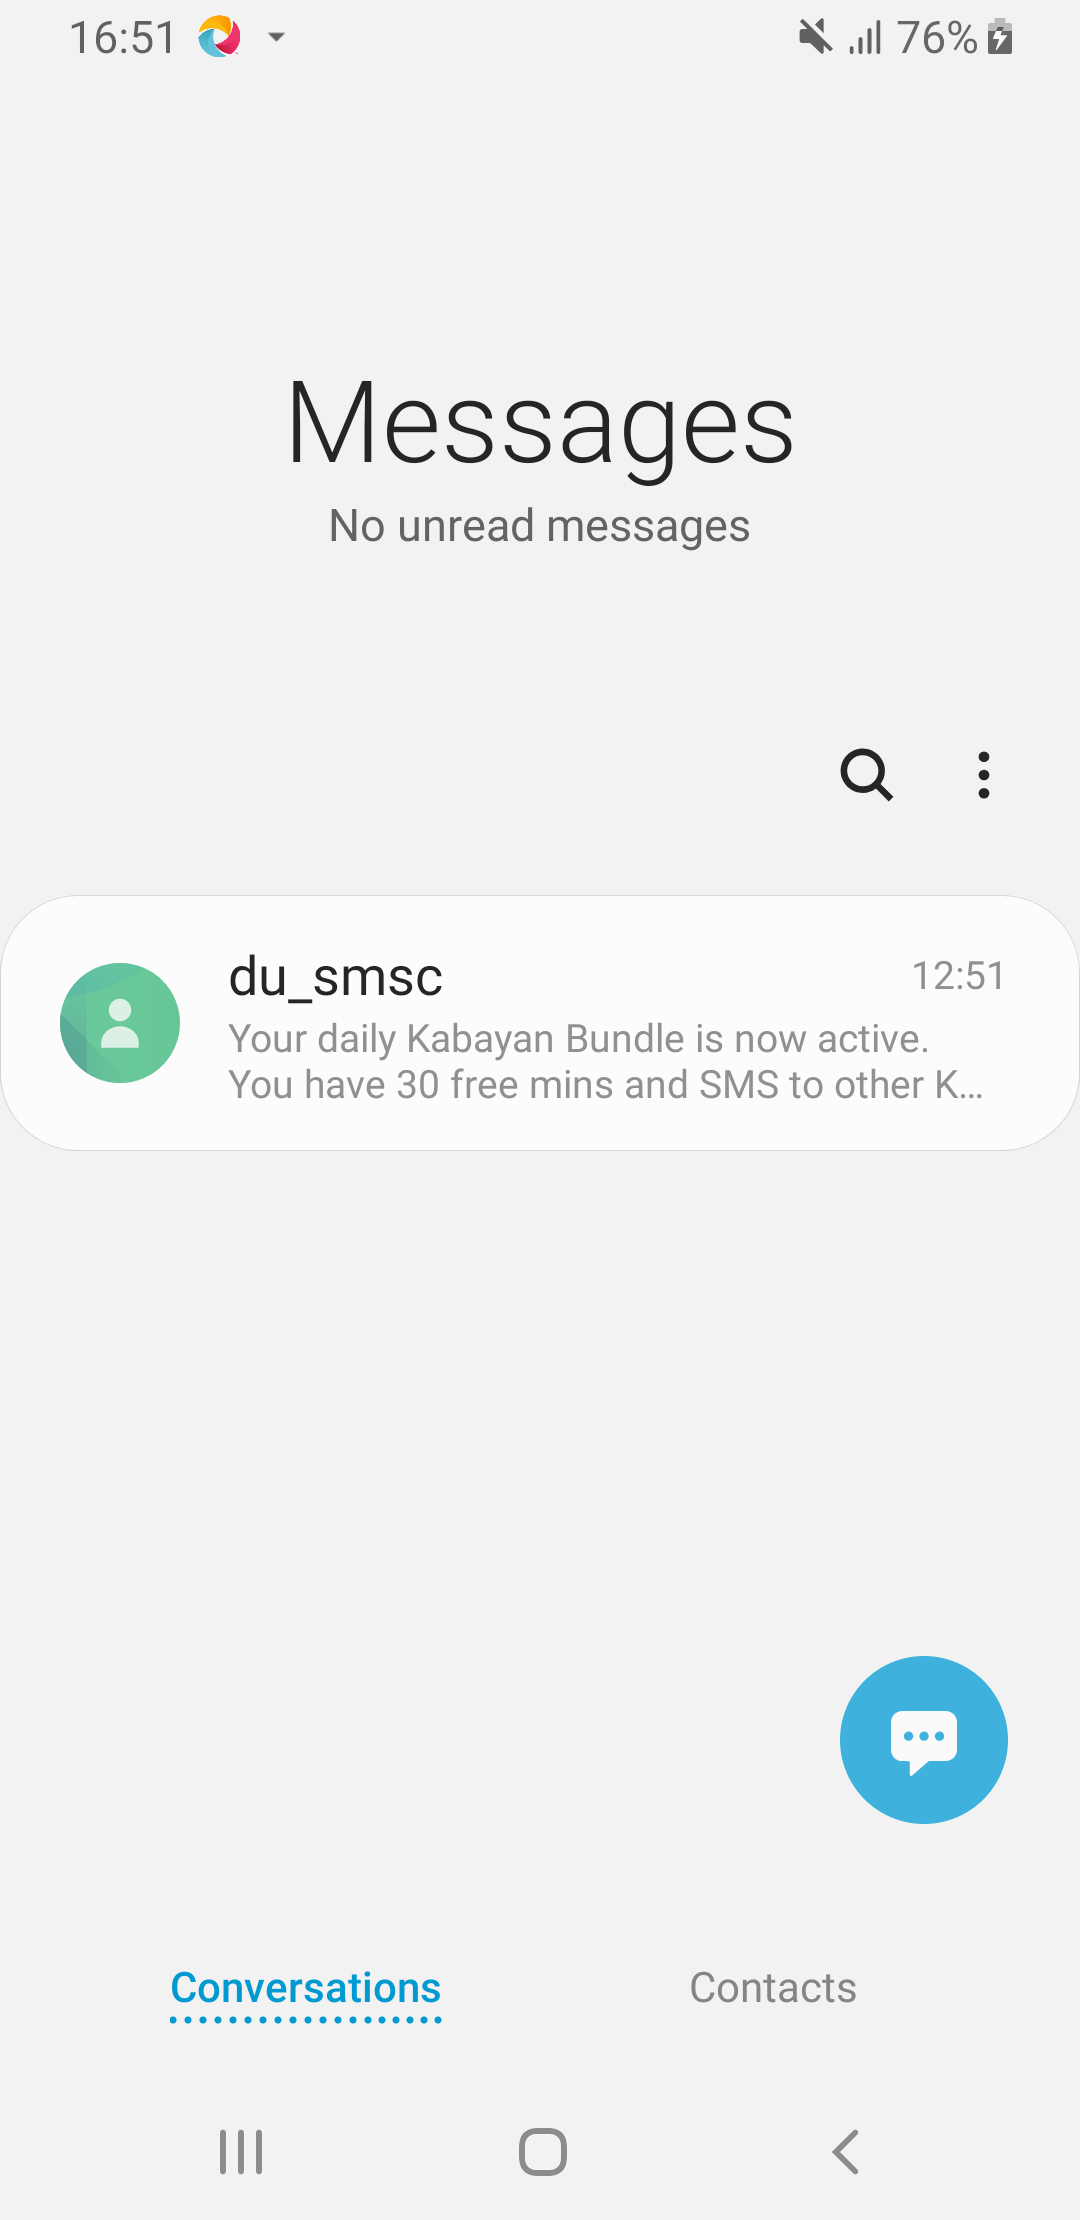 16:51
76%
Messages
No unread messages
du_smsc
12:51
Your daily Kabayan Bundle is now active.
You have 30 free mins and SMS to other K...
Conversations
Contacts